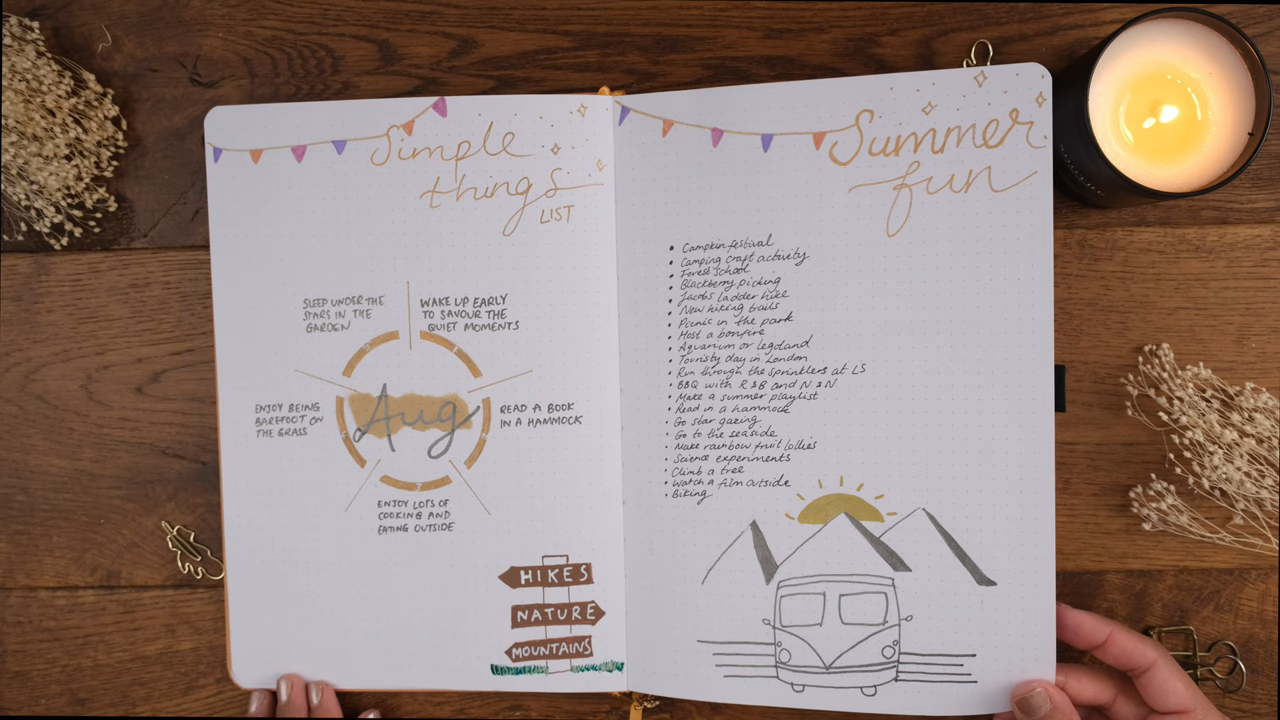 Simple
things
LIST
SLEEP UNDER THE
STARS IN THE
GARDEN
WAKE UP EARLY
TO SAVOUR THE
QUIET MOMENTS
ENJOY BEING
BAREFOOT ON
THE GRASS
Aug
READ A BOOK
IN A HAMMOCK
ENJOY LOTS OF
COOKING AND
EATING OUTSIDE
HIKES
NATURE
MOUNTAINS
Summer
fun
• Campkin festival
• Camping craft activity
• Forest school
• Blackberry picking
• Jacobs ladder hike
• New hiking trails
• Picnic in the park
• Host a bonfire
• Aquarium or legoland
• Touristy day in London
• Run through the sprinklers at LS
• BBQ with R&B and N&N
• Make a summer playlist
• Read in a hammock
• Go star gazing
• Go to the seaside
• Make rainbow fruit lollies
• Science experiments
• Climb a tree
• Watch a film outside
• Biking